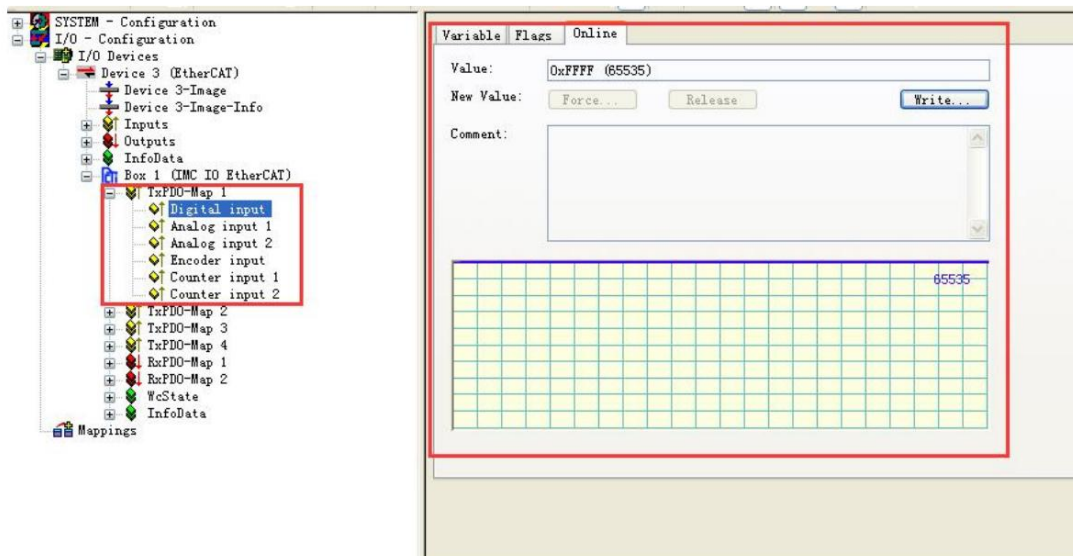 SYSTEM - Configuration
I/O - Configuration
I/O Devices
Device 3 (EtherCAT)
Device 3-Image
Device 3-Image-Info
Inputs
Outputs
InfoData
Box 1 (IMC IO EtherCAT)
TxPDO-Map 1
Digital input
Analog input 1
Analog input 2
Encoder input
Counter input 1
Counter input 2
TxPDO-Map 2
TxPDO-Map 3
TxPDO-Map 4
RxPDO-Map 1
RxPDO-Map 2
WcState
InfoData
Mappings
Variable Flags Online
Value: 0xFFFF (65535)
New Value: Force... Release Write...
Comment:
65535